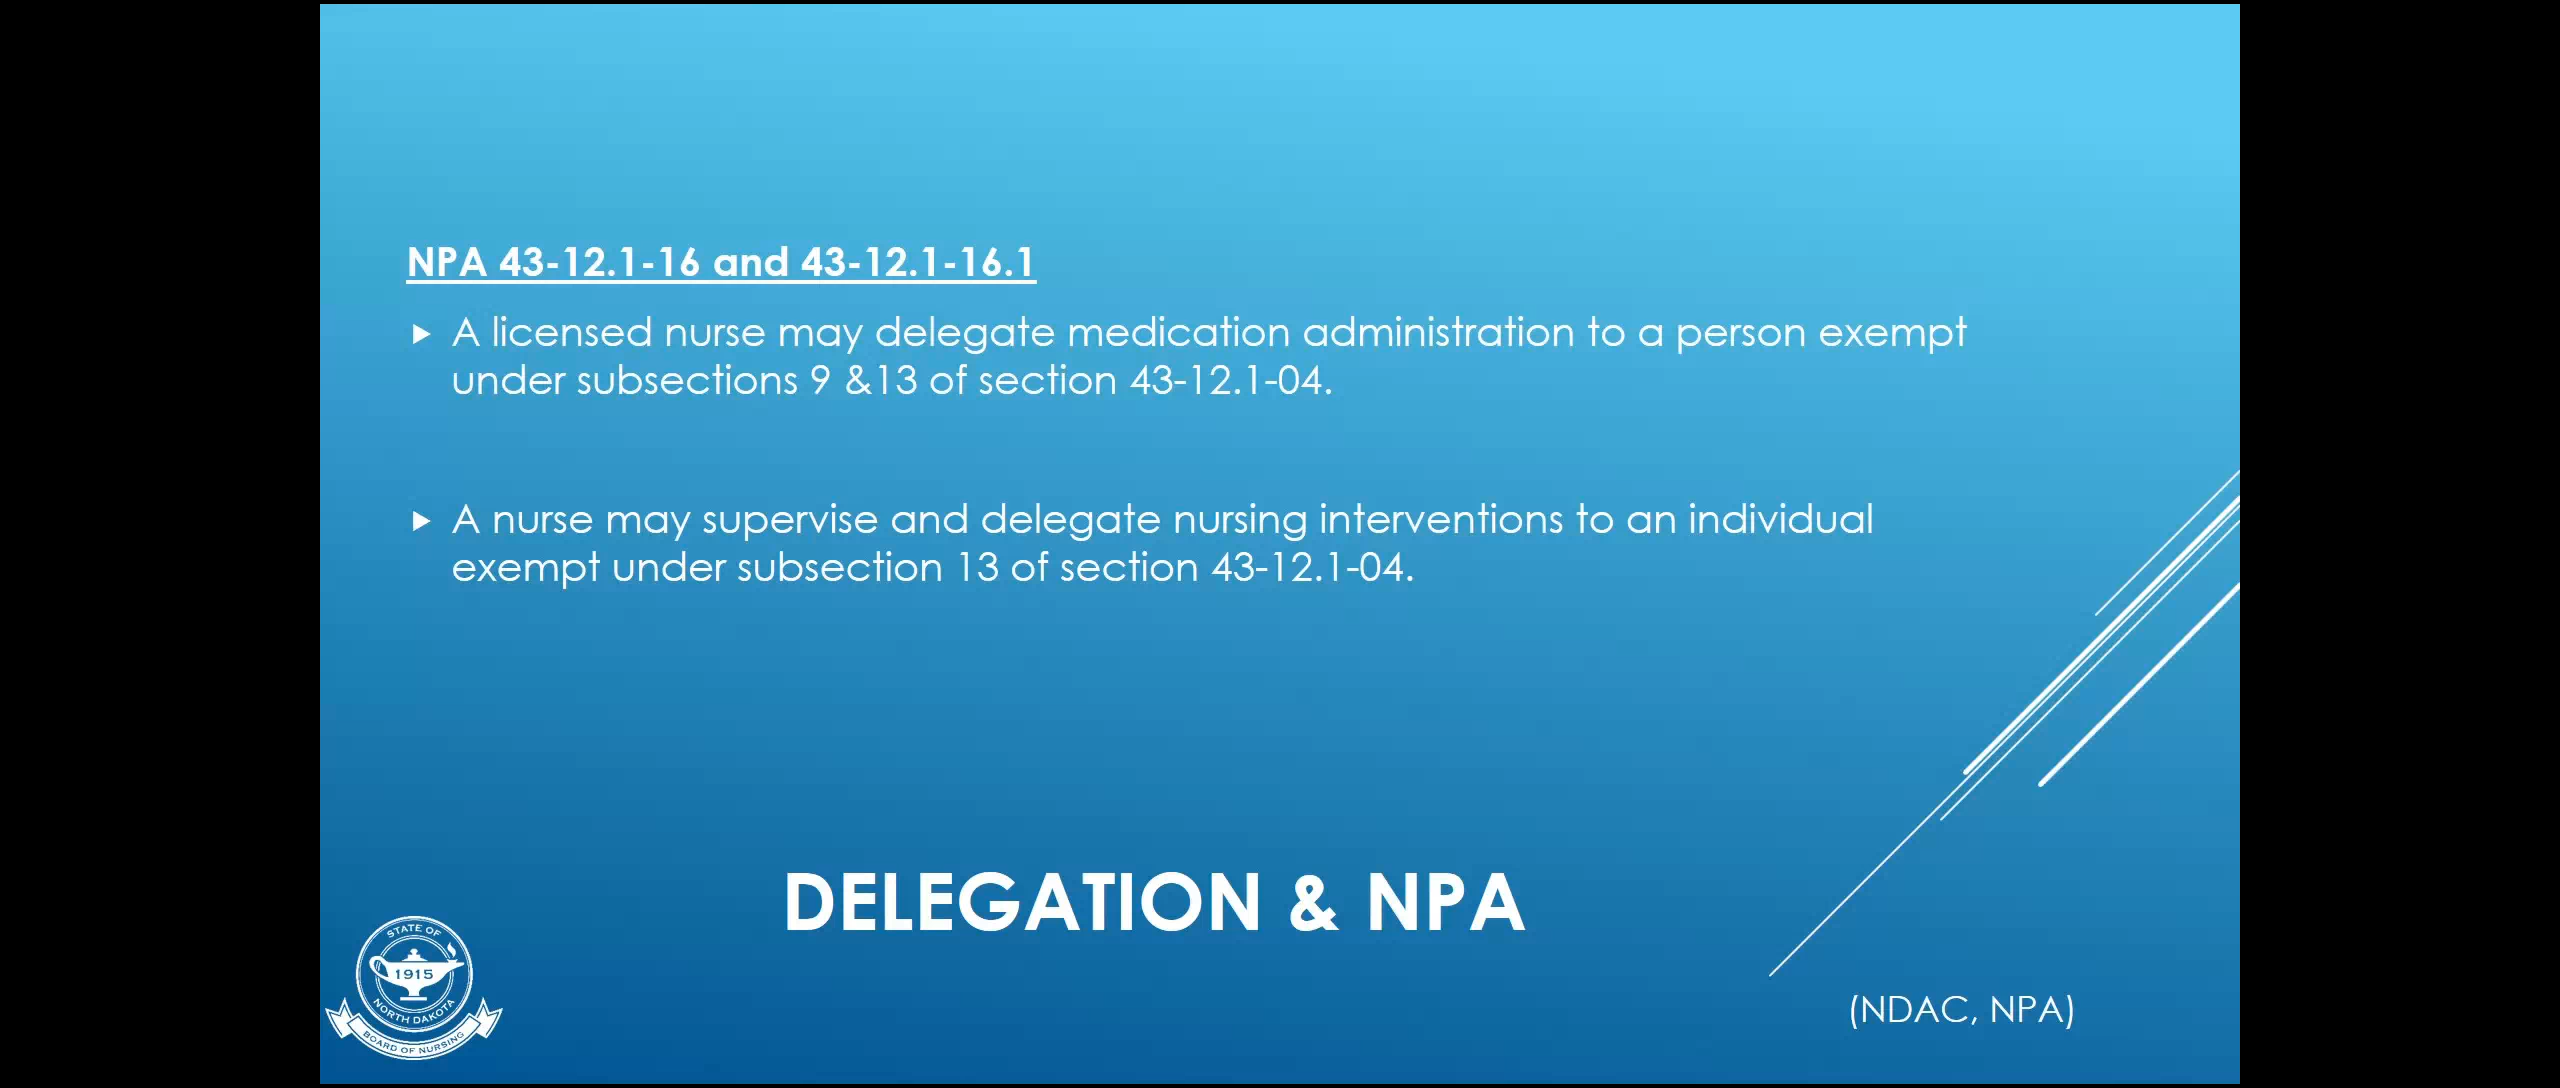 NPA 43-12.1-16 and 43-12.1-16.1
A licensed nurse may delegate medication administration to a person exempt
under subsections 9 &13 of section 43-12.1-04.
A nurse may supervise and delegate nursing interventions to an individual
exempt under subsection 13 of section 43-12.1-04.
DELEGATION & NPA
STATE OF
1915
NORTH DAKOTA
BOARD OF NURSING
(NDAC, NPA)